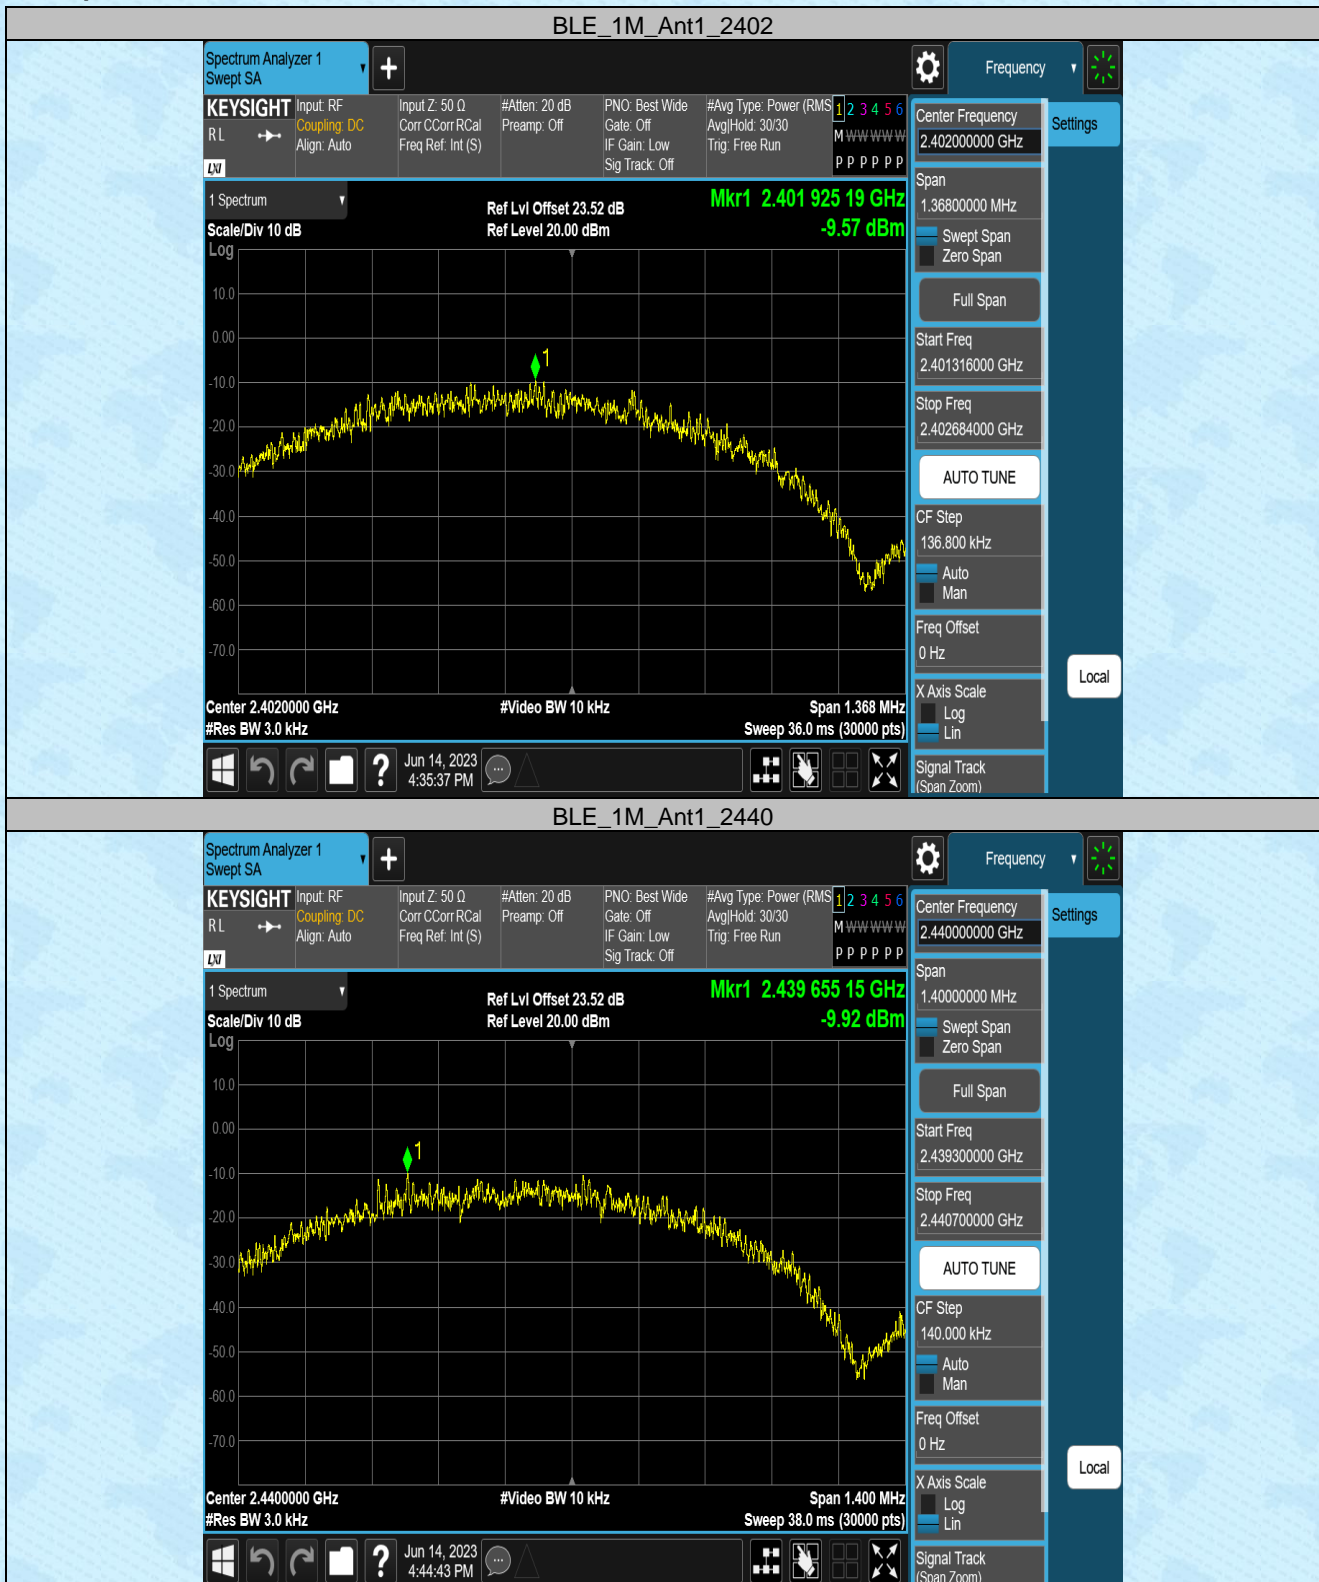 BLE_1M_Ant1_2402
Spectrum Analyzer 1
Swept SA
Frequency
KEYSIGHT
RL
LXI
Input: RF
Coupling: DC
Align: Auto
Input Z: 50 Ω
Corr CCorr RCal
Freq Ref: Int (S)
#Atten: 20 dB
Preamp: Off
PNO: Best Wide
Gate: Off
IF Gain: Low
Sig Track: Off
#Avg Type: Power (RMS
Avg|Hold: 30/30
Trig: Free Run
1 2 3 4 5 6
M W W W W W
P P P P P P
1 Spectrum
Scale/Div 10 dB
Log
Ref Lvl Offset 23.52 dB
Ref Level 20.00 dBm
Mkr1 2.401 925 19 GHz
-9.57 dBm
10.0
0.00
1
-10.0
-20.0
-30.0
-40.0
-50.0
-60.0
-70.0
Center 2.4020000 GHz
#Video BW 10 kHz
Span 1.368 MHz
#Res BW 3.0 kHz
Sweep 36.0 ms (30000 pts)
Jun 14, 2023
4:35:37 PM
Center Frequency
2.402000000 GHz
Settings
Span
1.36800000 MHz
Swept Span
Zero Span
Full Span
Start Freq
2.401316000 GHz
Stop Freq
2.402684000 GHz
AUTO TUNE
CF Step
136.800 kHz
Auto
Man
Freq Offset
0 Hz
X Axis Scale
Log
Lin
Local
Signal Track
(Span Zoom)
BLE_1M_Ant1_2440
Spectrum Analyzer 1
Swept SA
Frequency
KEYSIGHT
RL
LXI
Input: RF
Coupling: DC
Align: Auto
Input Z: 50 Ω
Corr CCorr RCal
Freq Ref: Int (S)
#Atten: 20 dB
Preamp: Off
PNO: Best Wide
Gate: Off
IF Gain: Low
Sig Track: Off
#Avg Type: Power (RMS
Avg|Hold: 30/30
Trig: Free Run
1 2 3 4 5 6
M W W W W W
P P P P P P
1 Spectrum
Scale/Div 10 dB
Log
Ref Lvl Offset 23.52 dB
Ref Level 20.00 dBm
Mkr1 2.439 655 15 GHz
-9.92 dBm
10.0
0.00
1
-10.0
-20.0
-30.0
-40.0
-50.0
-60.0
-70.0
Center 2.4400000 GHz
#Video BW 10 kHz
Span 1.400 MHz
#Res BW 3.0 kHz
Sweep 38.0 ms (30000 pts)
Jun 14, 2023
4:44:43 PM
Center Frequency
2.440000000 GHz
Settings
Span
1.40000000 MHz
Swept Span
Zero Span
Full Span
Start Freq
2.439300000 GHz
Stop Freq
2.440700000 GHz
AUTO TUNE
CF Step
140.000 kHz
Auto
Man
Freq Offset
0 Hz
X Axis Scale
Log
Lin
Local
Signal Track
(Span Zoom)